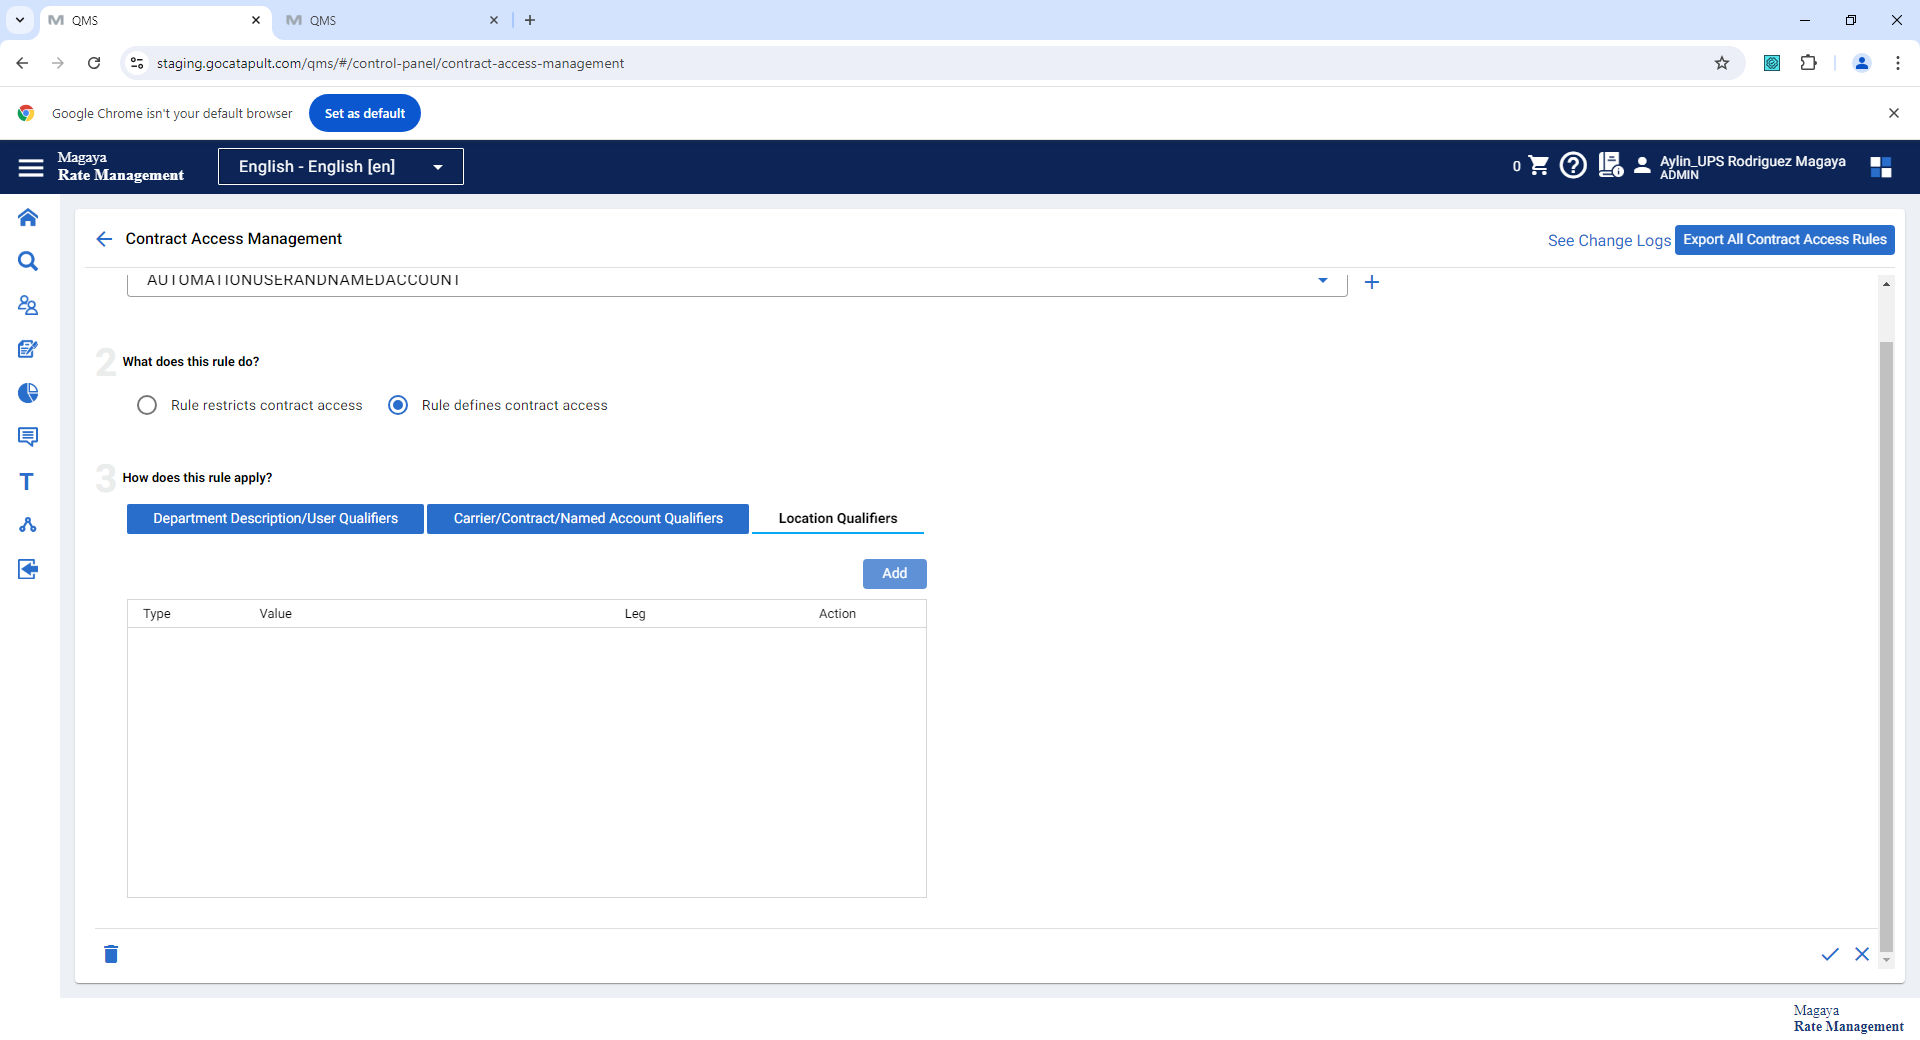 QMS
QMS
staging.gocatapult.com/qms/#/control-panel/contract-access-management
Google Chrome isn't your default browser
Set as default
Magaya
Rate Management
English - English [en]
0
Aylin_UPS Rodriguez Magaya
ADMIN
Contract Access Management
See Change Logs
Export All Contract Access Rules
AUTOMATIONUSERANDNAMEDACCOUNT
2 What does this rule do?
Rule restricts contract access
Rule defines contract access
3 How does this rule apply?
Department Description/User Qualifiers
Carrier/Contract/Named Account Qualifiers
Location Qualifiers
Add
Type Value Leg Action
Magaya
Rate Management